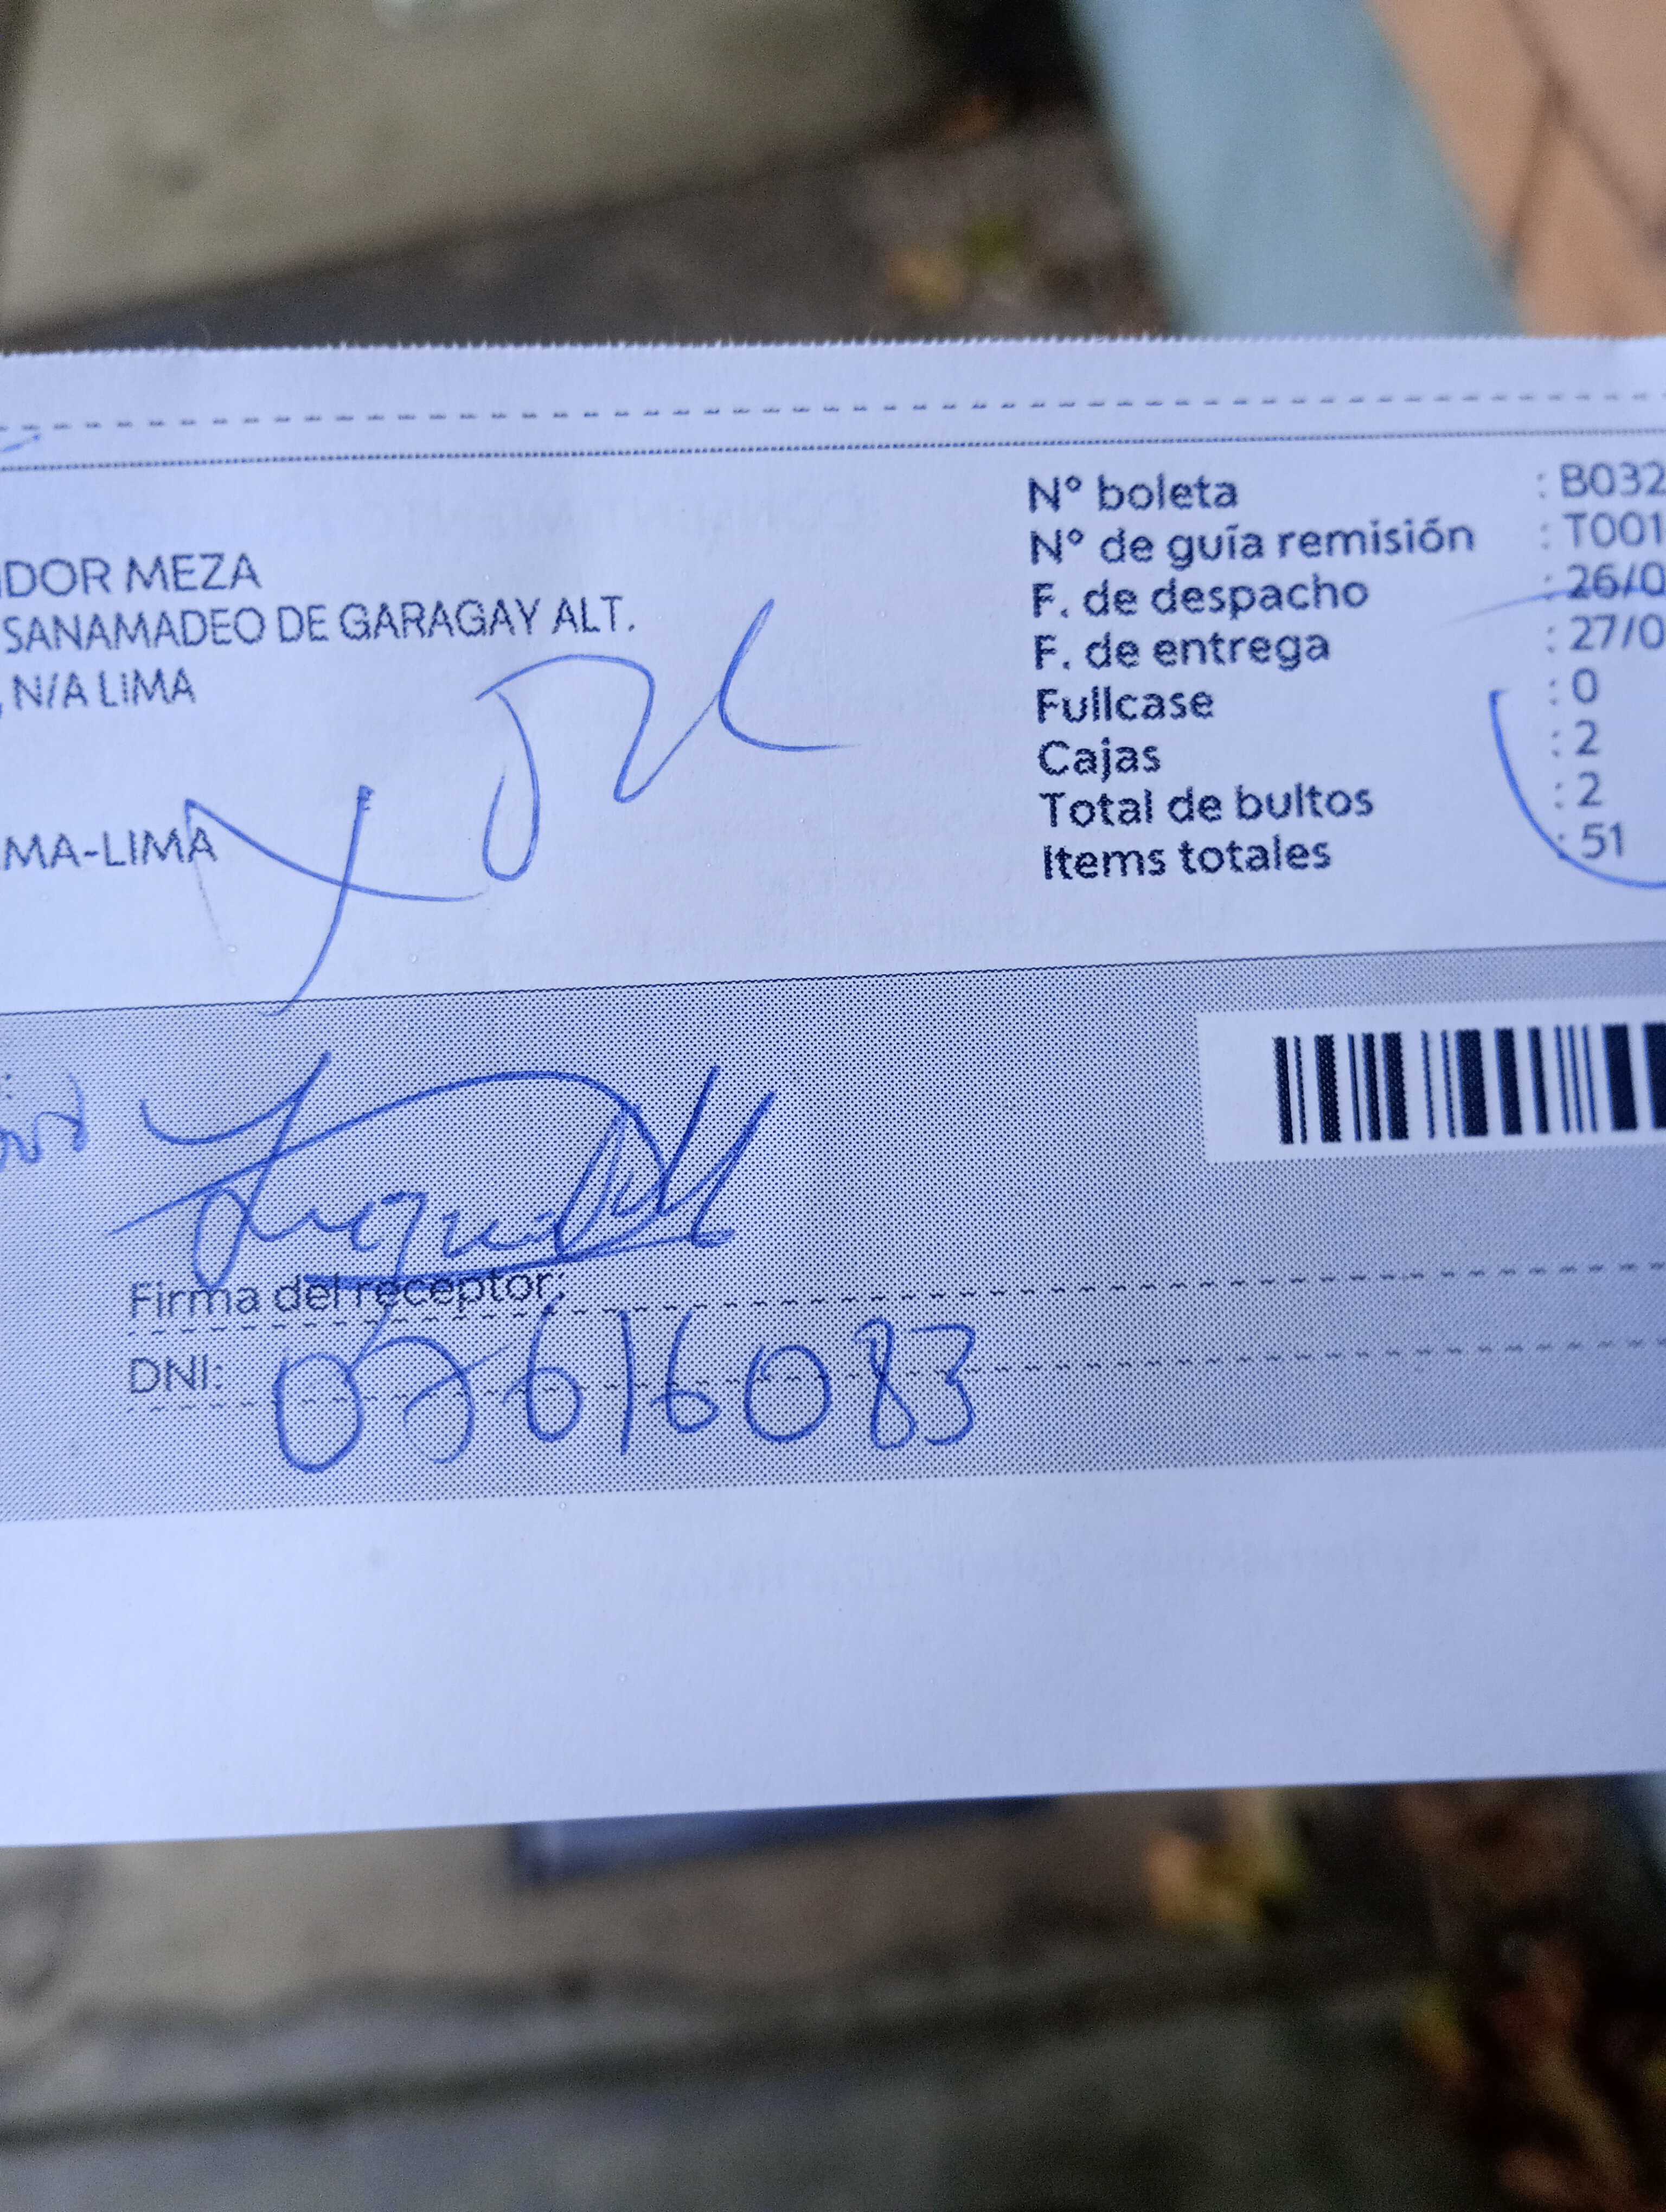 N° boleta : B032
N° de guía remisión : T001
F. de despacho : 26/0
F. de entrega : 27/0
Fullcase : 0
Cajas : 2
Total de bultos : 2
Items totales : 51
IDOR MEZA
SANAMADEO DE GARAGAY ALT.
, N/A LIMA
MA-LIMA
Firma del receptor:
DNI: 07616083